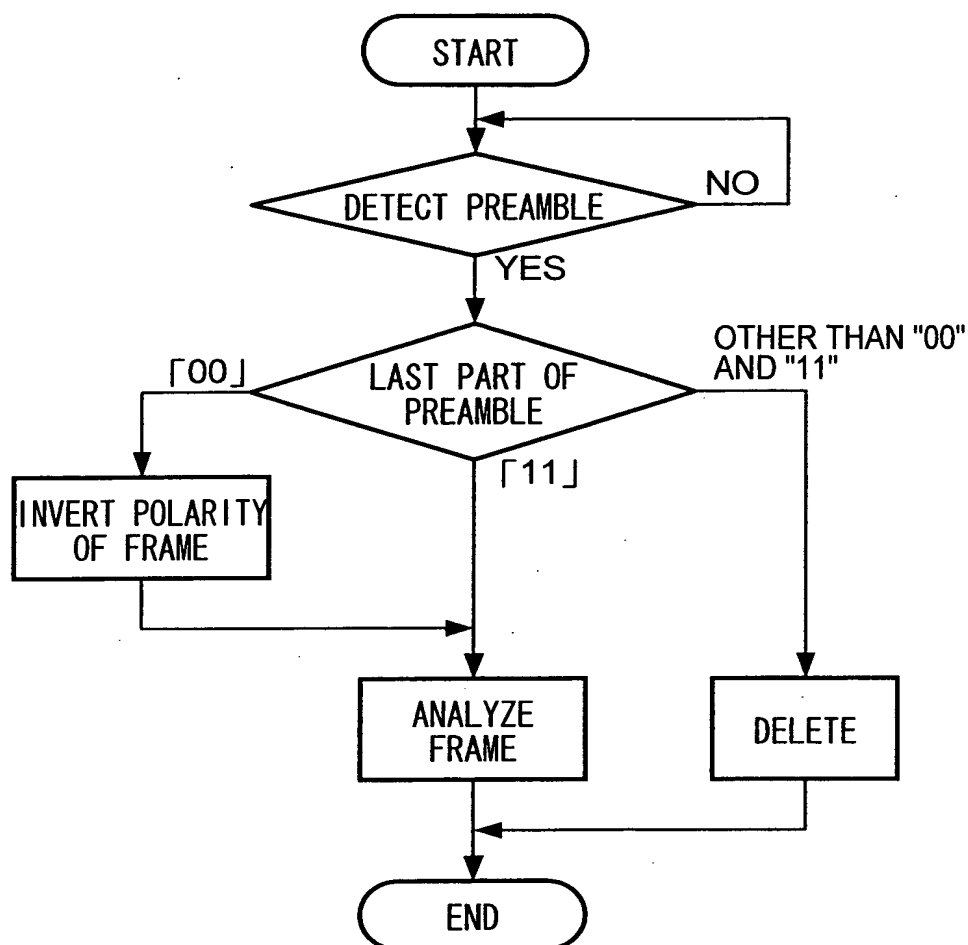 START
DETECT PREAMBLE
NO
YES
LAST PART OF
PREAMBLE
｢00｣
OTHER THAN "00"
AND "11"
｢11｣
INVERT POLARITY
OF FRAME
ANALYZE
FRAME
DELETE
END